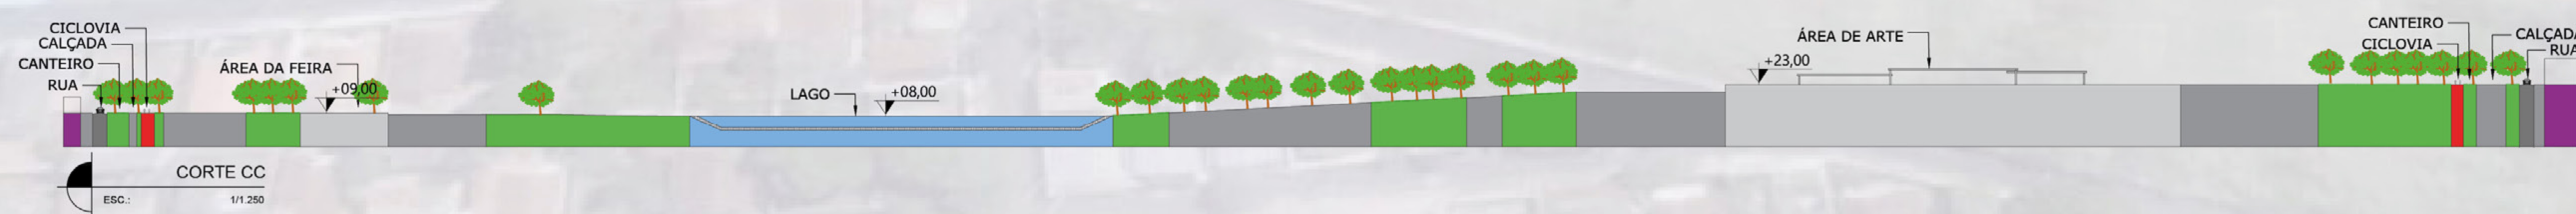 CICLOVIA
CALÇADA
CANTEIRO
RUA
ÁREA DA FEIRA
+09,00
LAGO
+08,00
ÁREA DE ARTE
+23,00
CANTEIRO
CICLOVIA
CALÇADA
RUA
CORTE CC
ESC.: 1/1.250